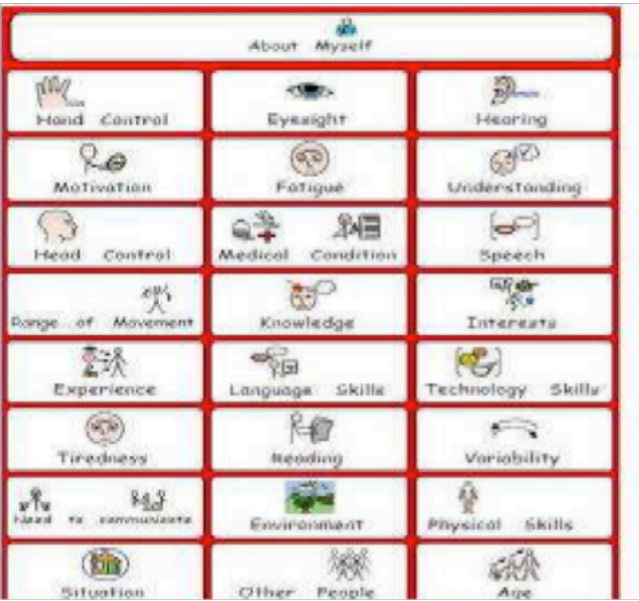 About Myself
Hand Control Eyesight Hearing
Motivation Fatigue Understanding
Head Control Medical Condition Speech
Range of Movement Knowledge Interests
Experience Language Skills Technology Skills
Tiredness Reading Variability
Need to communicate Environment Physical Skills
Situation Other People Age